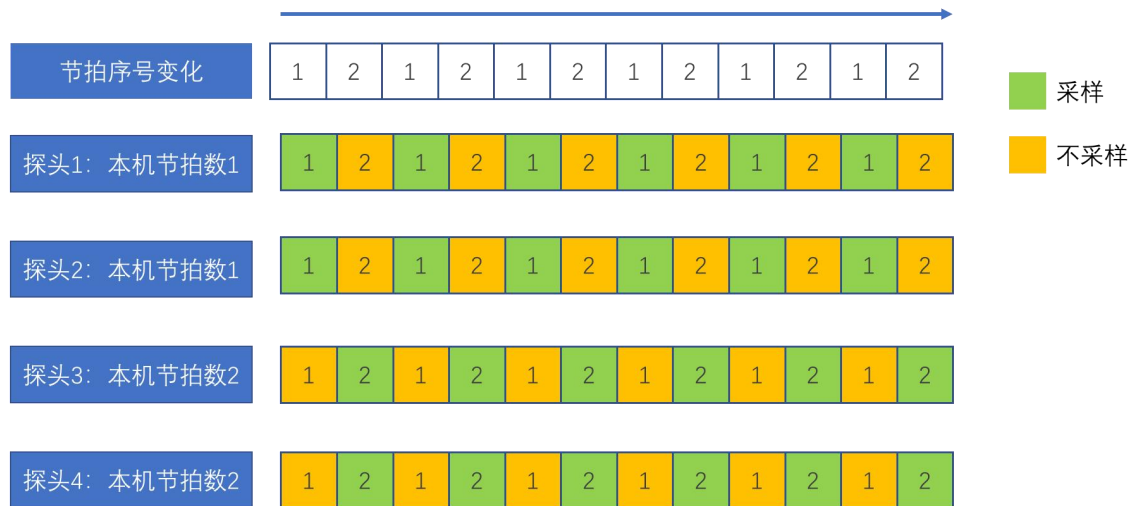 节拍序号变化 1 2 1 2 1 2 1 2 1 2 1 2
采样
探头1：本机节拍数1 1 2 1 2 1 2 1 2 1 2 1 2
不采样
探头2：本机节拍数1 1 2 1 2 1 2 1 2 1 2 1 2
探头3：本机节拍数2 1 2 1 2 1 2 1 2 1 2 1 2
探头4：本机节拍数2 1 2 1 2 1 2 1 2 1 2 1 2